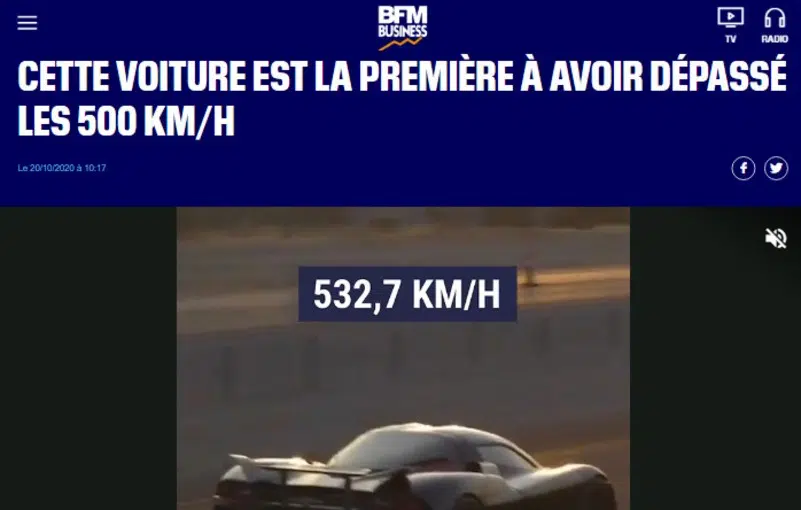 BFM
BUSINESS
TV
RADIO
CETTE VOITURE EST LA PREMIÈRE À AVOIR DÉPASSÉ
LES 500 KM/H
Le 20/10/2020 à 10:17
532,7 KM/H